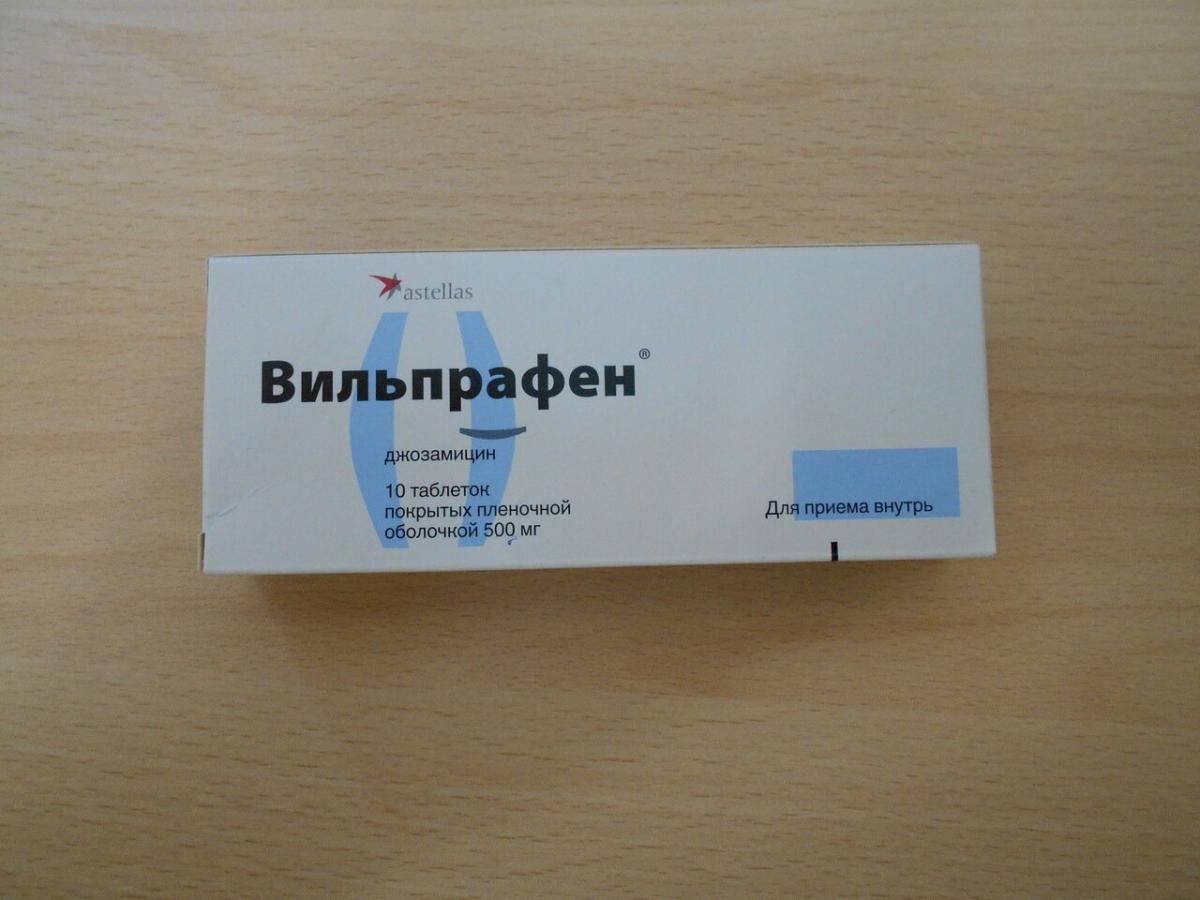 astellas
Вильпрафен®
джозамицин
10 таблеток
покрытых пленочной
оболочкой 500 мг
Для приема внутрь